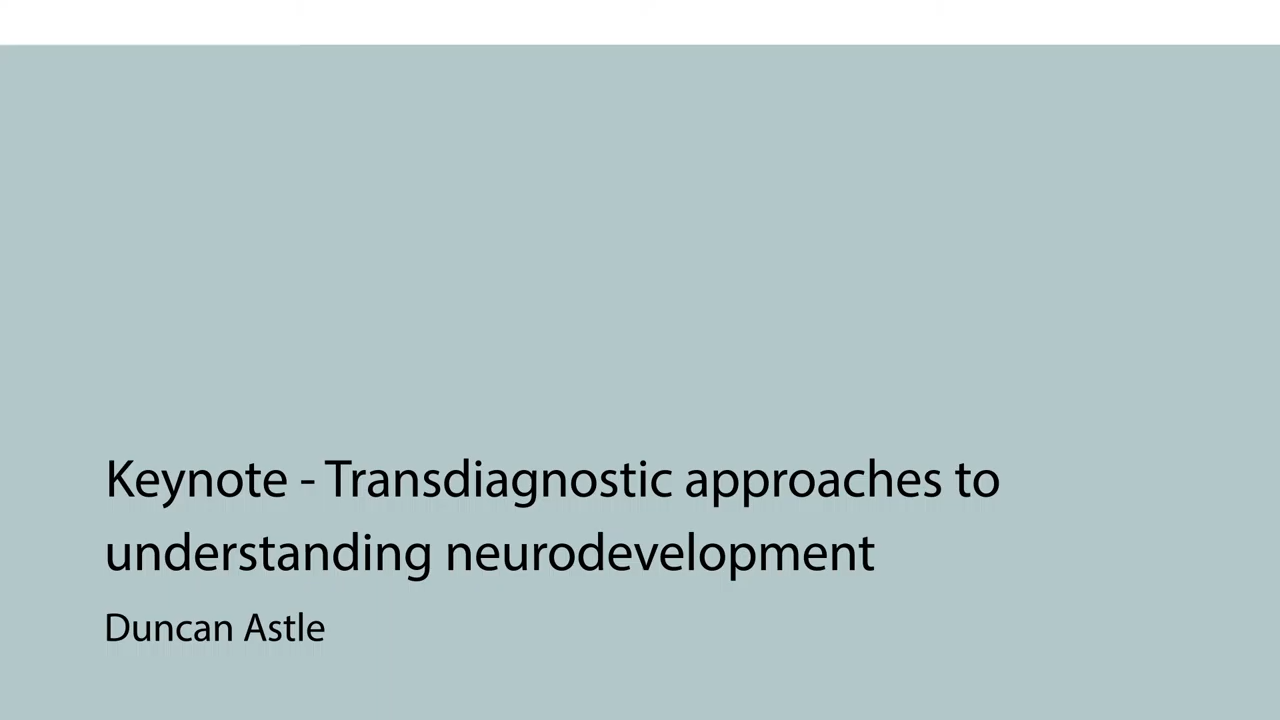 Keynote - Transdiagnostic approaches to
understanding neurodevelopment
Duncan Astle